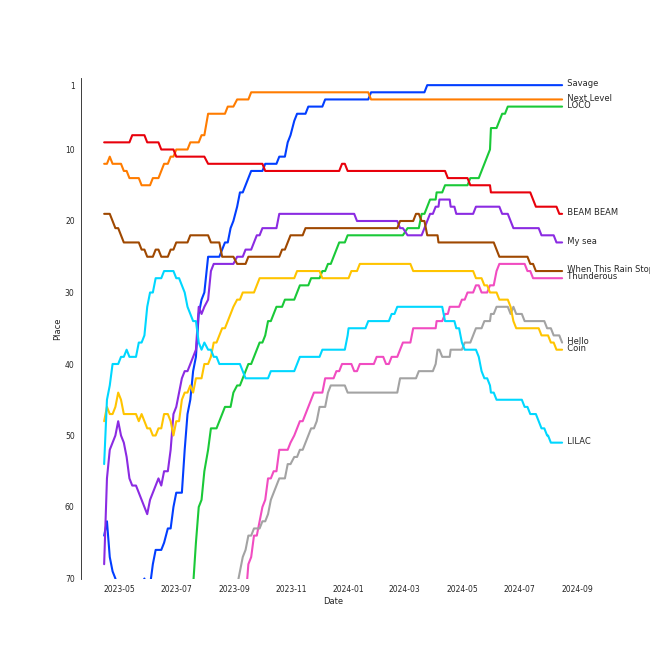 1
10
20
30
40
50
60
70
Place
2023-05
2023-07
2023-09
2023-11
2024-01
2024-03
2024-05
2024-07
2024-09
Date
Savage
Next Level
LOCO
BEAM BEAM
My sea
When This Rain Stop
Thunderous
Hello
Coin
LILAC